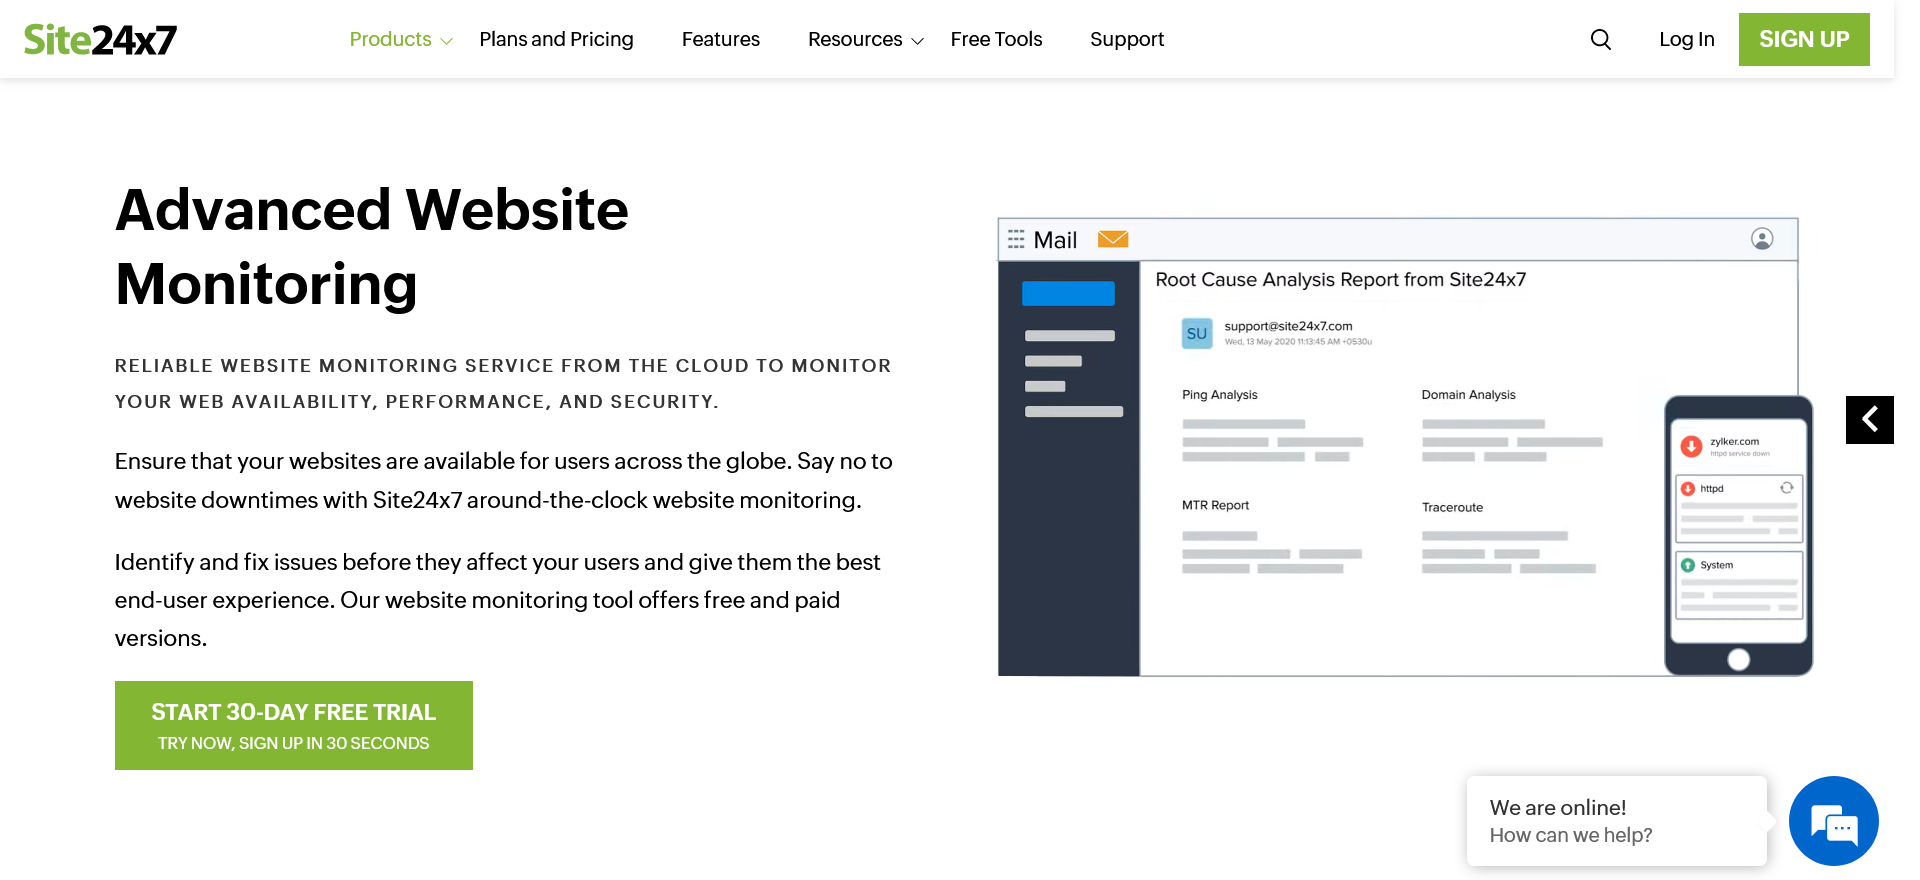 Site24x7
Products
Plans and Pricing
Features
Resources
Free Tools
Support
Log In
SIGN UP
Advanced Website
Monitoring
RELIABLE WEBSITE MONITORING SERVICE FROM THE CLOUD TO MONITOR
YOUR WEB AVAILABILITY, PERFORMANCE, AND SECURITY.
Ensure that your websites are available for users across the globe. Say no to
website downtimes with Site24x7 around-the-clock website monitoring.
Identify and fix issues before they affect your users and give them the best
end-user experience. Our website monitoring tool offers free and paid
versions.
START 30-DAY FREE TRIAL
TRY NOW, SIGN UP IN 30 SECONDS
Mail
Root Cause Analysis Report from Site24x7
SU
support@site24x7.com
Wed, 13 May 2020 11:13:45 AM +0530u
Ping Analysis
Domain Analysis
MTR Report
Traceroute
zylker.com
httpd service down
httpd
System
We are online!
How can we help?